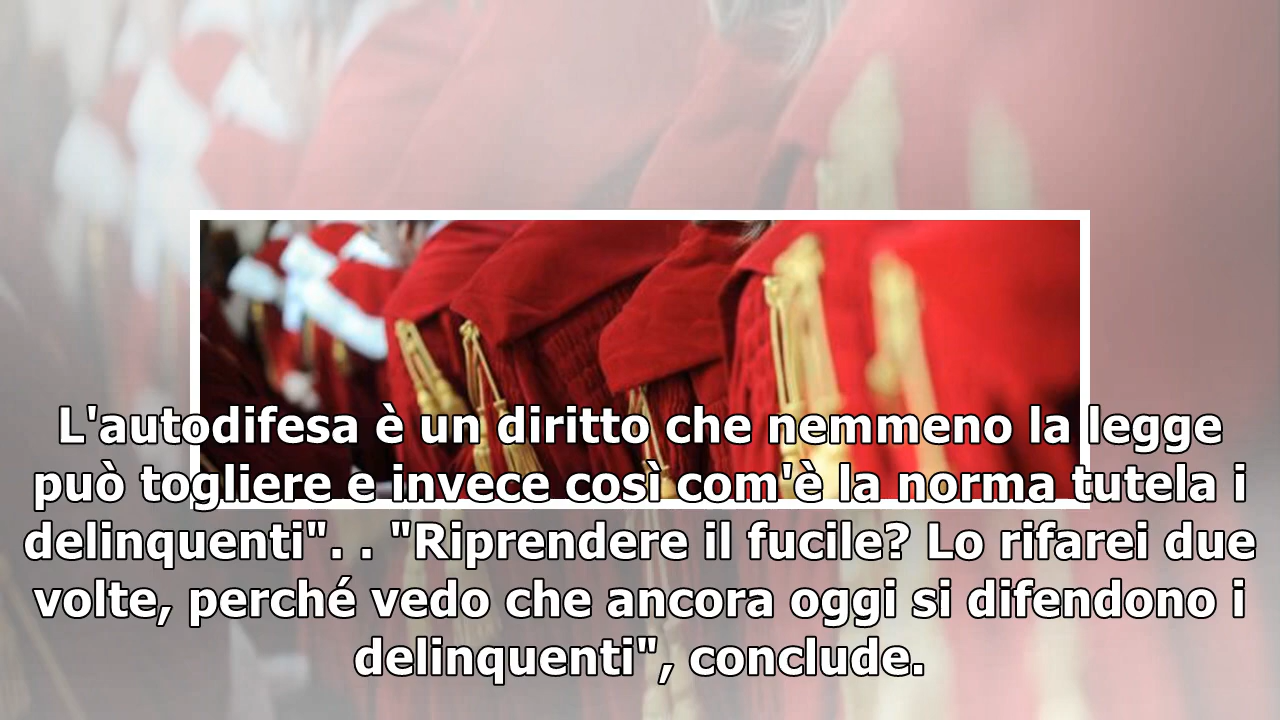 L'autodifesa è un diritto che nemmeno la legge
può togliere e invece così com'è la norma tutela i
delinquenti". . "Riprendere il fucile? Lo rifarei due
volte, perché vedo che ancora oggi si difendono i
delinquenti", conclude.